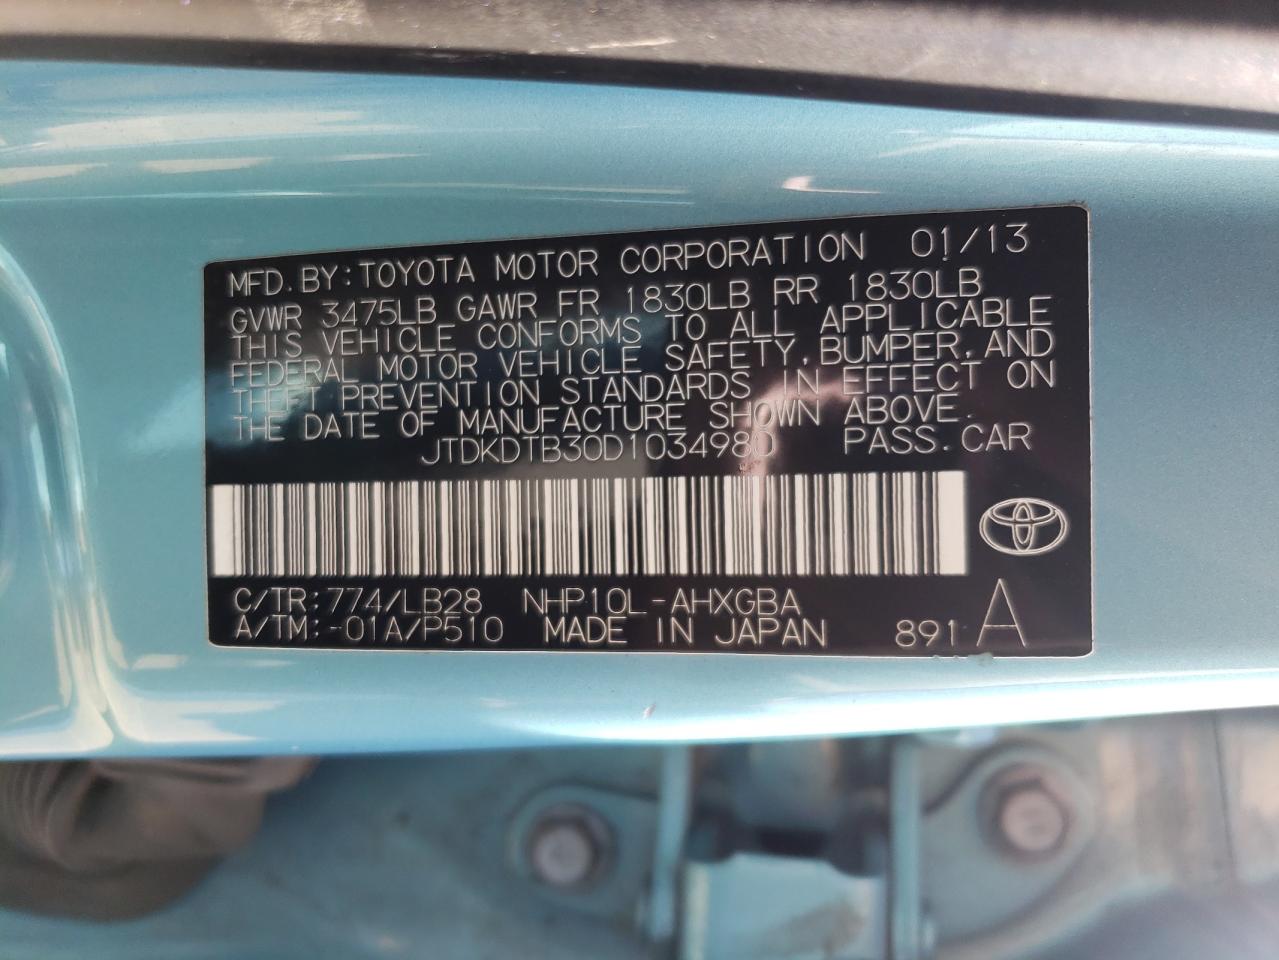 MFD.BY:TOYOTA MOTOR CORPORATION 01/13
GVWR 3475LB GAWR FR 1830LB RR 1830LB
THIS VEHICLE CONFORMS TO ALL APPLICABLE
FEDERAL MOTOR VEHICLE SAFETY, BUMPER, AND
THEFT PREVENTION STANDARDS IN EFFECT ON
THE DATE OF MANUFACTURE SHOWN ABOVE.
JTDKDTB30D1034980 PASS.CAR
C/TR:774/LB28 NHP10L-AHXGBA
A/TM:-01A/P510 MADE IN JAPAN 891 A